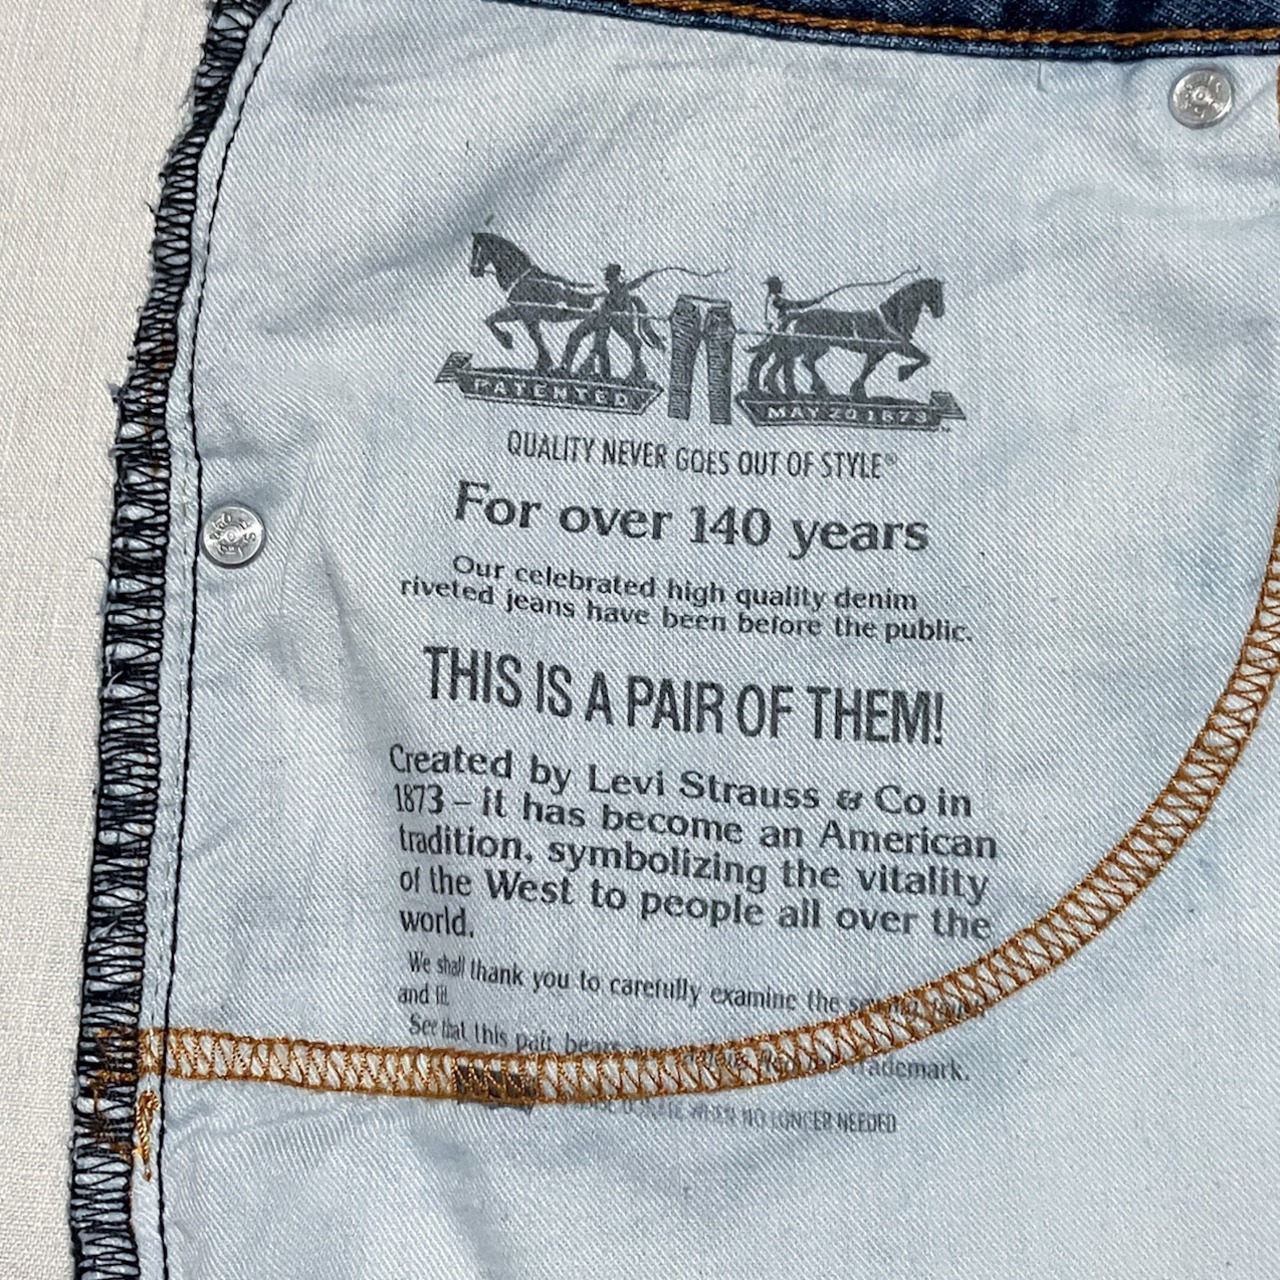 PATENTED
MAY 20 1873
QUALITY NEVER GOES OUT OF STYLE®
For over 140 years
Our celebrated high quality denim
riveted jeans have been before the public.
THIS IS A PAIR OF THEM!
Created by Levi Strauss & Co in
1873 – it has become an American
tradition, symbolizing the vitality
of the West to people all over the
world.
We shall thank you to carefully examine the
and fit.
See that this pair bears
Trademark.
WHEN NO LONGER NEEDED